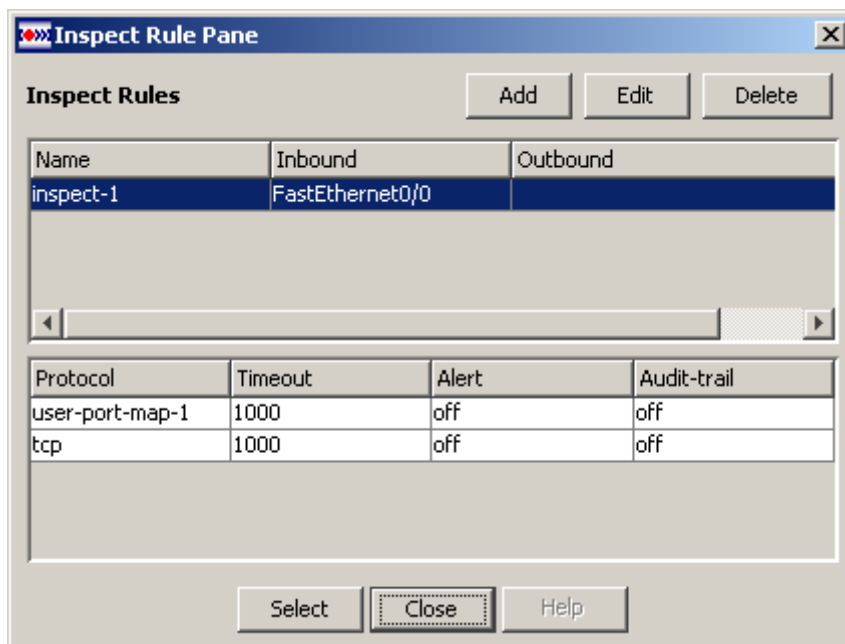 Inspect Rule Pane
Inspect Rules Add Edit Delete
Name Inbound Outbound
inspect-1 FastEthernet0/0
Protocol Timeout Alert Audit-trail
user-port-map-1 1000 off off
tcp 1000 off off
Select Close Help